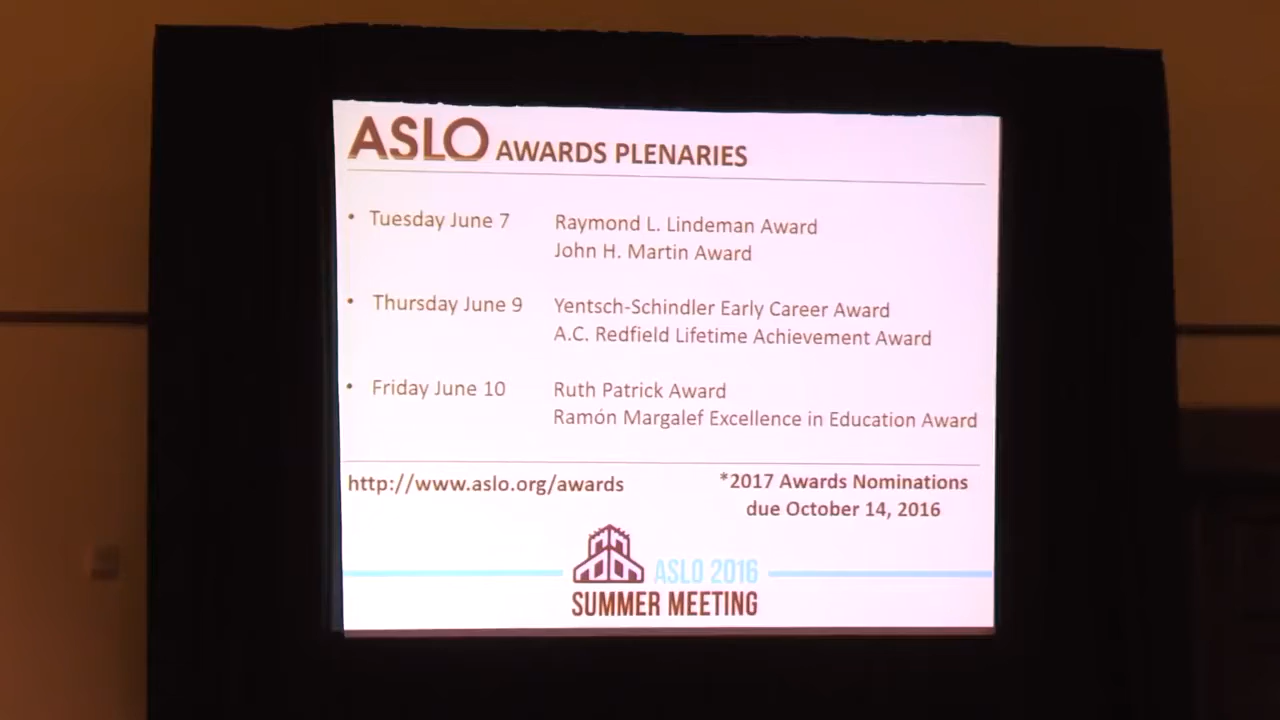 ASLO AWARDS PLENARIES
• Tuesday June 7 Raymond L. Lindeman Award
John H. Martin Award
• Thursday June 9 Yentsch-Schindler Early Career Award
A.C. Redfield Lifetime Achievement Award
• Friday June 10 Ruth Patrick Award
Ramón Margalef Excellence in Education Award
http://www.aslo.org/awards *2017 Awards Nominations
due October 14, 2016
ASLO 2016
SUMMER MEETING